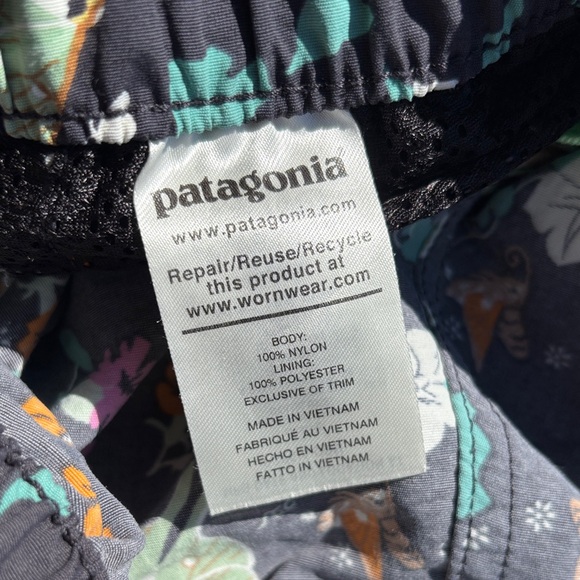 patagonia
www.patagonia.com
Repair/Reuse/Recycle
this product at
www.wornwear.com
BODY:
100% NYLON
LINING:
100% POLYESTER
EXCLUSIVE OF TRIM
MADE IN VIETNAM
FABRIQUÉ AU VIETNAM
HECHO EN VIETNAM
FATTO IN VIETNAM